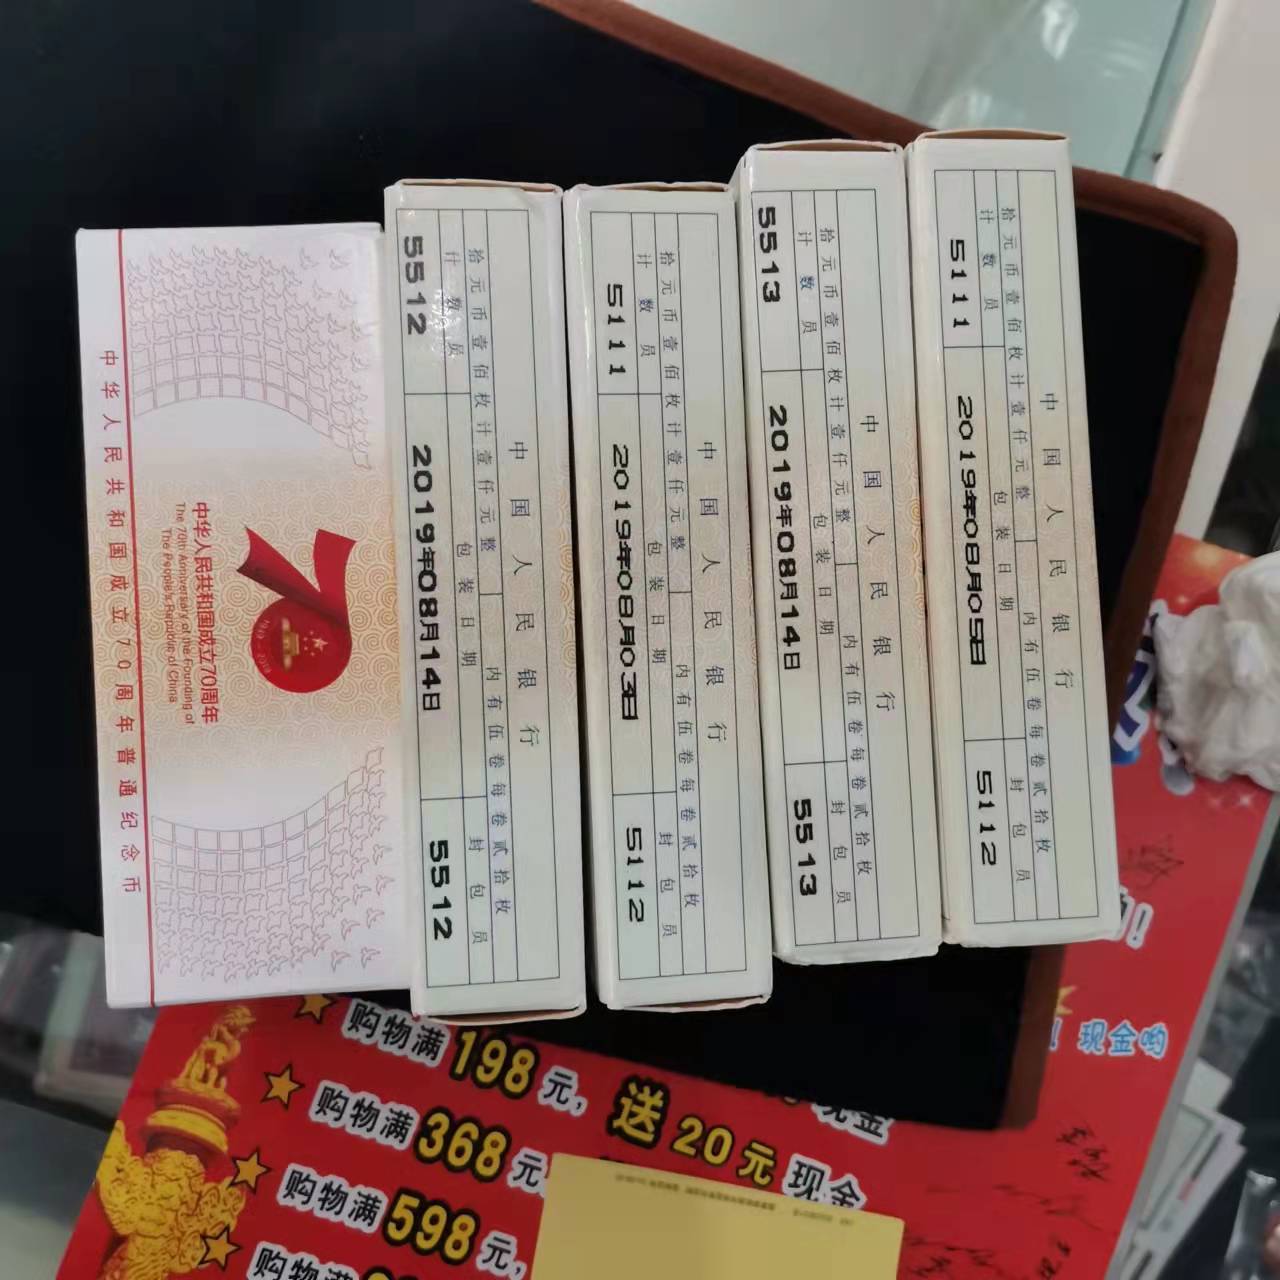 中华人民共和国成立70周年普通纪念币
中华人民共和国成立70周年
The 70th Anniversary of the Founding of
The People's Republic of China
中国人民银行
拾元币壹佰枚计壹仟元整 内有伍卷每卷贰拾枚
计数员 包装日期 封包员
5512 2019年08月14日 5512
中国人民银行
拾元币壹佰枚计壹仟元整 内有伍卷每卷贰拾枚
计数员 包装日期 封包员
5111 2019年08月03日 5112
中国人民银行
拾元币壹佰枚计壹仟元整 内有伍卷每卷贰拾枚
计数员 包装日期 封包员
5513 2019年08月14日 5513
中国人民银行
拾元币壹佰枚计壹仟元整 内有伍卷每卷贰拾枚
计数员 包装日期 封包员
5111 2019年08月05日 5112
!现金哟
购物满198元, 现金
购物满368元, 送20元现金
购物满598元,
购物满